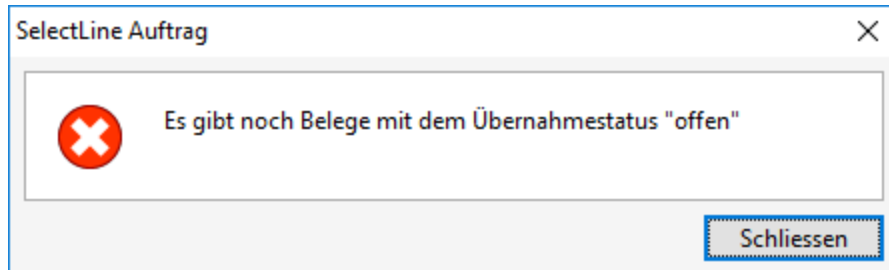 SelectLine Auftrag
Es gibt noch Belege mit dem Übernahmestatus "offen"
Schliessen